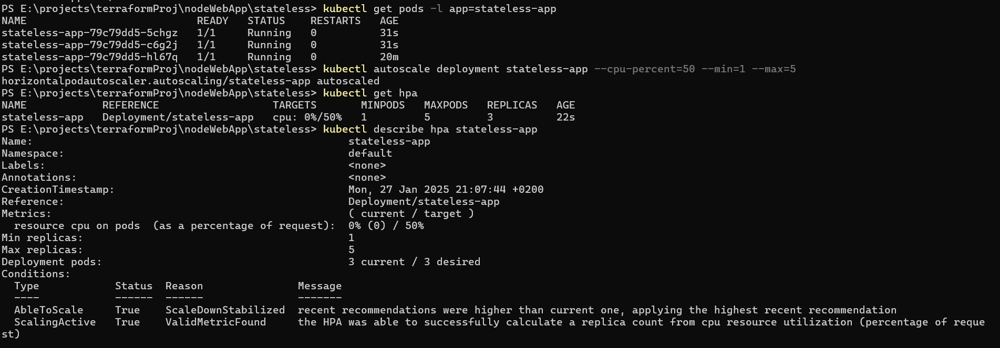 PS E:\projects\terraformProj\nodeWebApp\stateless> kubectl get pods -l app=stateless-app
NAME                           READY   STATUS    RESTARTS   AGE
stateless-app-79c79dd5-5chgz   1/1     Running   0          31s
stateless-app-79c79dd5-c6g2j   1/1     Running   0          31s
stateless-app-79c79dd5-hl67q   1/1     Running   0          20m
PS E:\projects\terraformProj\nodeWebApp\stateless> kubectl autoscale deployment stateless-app --cpu-percent=50 --min=1 --max=5
horizontalpodautoscaler.autoscaling/stateless-app autoscaled
PS E:\projects\terraformProj\nodeWebApp\stateless> kubectl get hpa
NAME            REFERENCE                  TARGETS       MINPODS   MAXPODS   REPLICAS   AGE
stateless-app   Deployment/stateless-app   cpu: 0%/50%   1         5         3          22s
PS E:\projects\terraformProj\nodeWebApp\stateless> kubectl describe hpa stateless-app
Name:                                                  stateless-app
Namespace:                                             default
Labels:                                                <none>
Annotations:                                           <none>
CreationTimestamp:                                     Mon, 27 Jan 2025 21:07:44 +0200
Reference:                                             Deployment/stateless-app
Metrics:                                               ( current / target )
  resource cpu on pods  (as a percentage of request):  0% (0) / 50%
Min replicas:                                          1
Max replicas:                                          5
Deployment pods:                                       3 current / 3 desired
Conditions:
  Type            Status  Reason               Message
  ----            ------  ------               -------
  AbleToScale     True    ScaleDownStabilized  recent recommendations were higher than current one, applying the highest recent recommendation
  ScalingActive   True    ValidMetricFound     the HPA was able to successfully calculate a replica count from cpu resource utilization (percentage of reque
st)